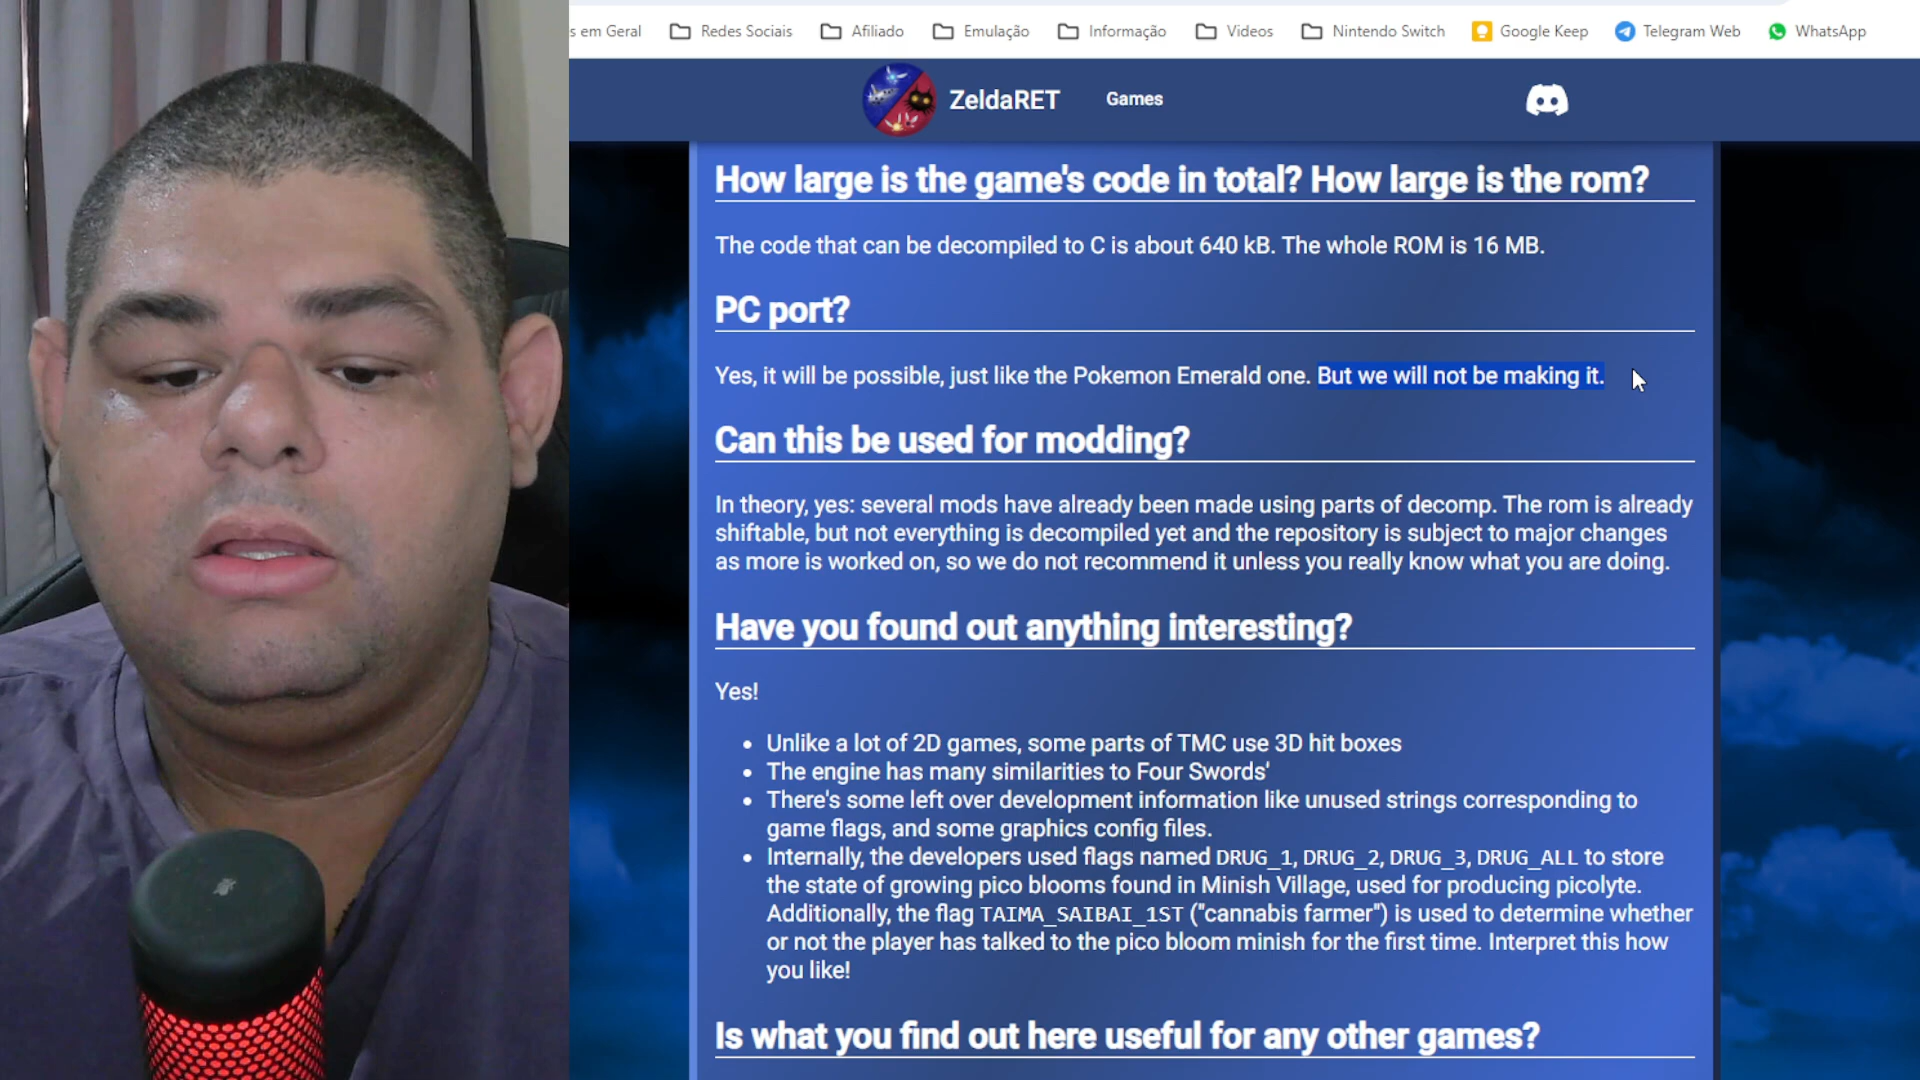 s em Geral
Redes Sociais
Afiliado
Emulação
Informação
Videos
Nintendo Switch
Google Keep
Telegram Web
WhatsApp
ZeldaRET
Games
How large is the game's code in total? How large is the rom?
The code that can be decompiled to C is about 640 kB. The whole ROM is 16 MB.
PC port?
Yes, it will be possible, just like the Pokemon Emerald one. But we will not be making it.
Can this be used for modding?
In theory, yes: several mods have already been made using parts of decomp. The rom is already
shiftable, but not everything is decompiled yet and the repository is subject to major changes
as more is worked on, so we do not recommend it unless you really know what you are doing.
Have you found out anything interesting?
Yes!
• Unlike a lot of 2D games, some parts of TMC use 3D hit boxes
• The engine has many similarities to Four Swords'
• There's some left over development information like unused strings corresponding to
game flags, and some graphics config files.
• Internally, the developers used flags named DRUG_1, DRUG_2, DRUG_3, DRUG_ALL to store
the state of growing pico blooms found in Minish Village, used for producing picolyte.
Additionally, the flag TAIMA_SAIBAI_1ST ("cannabis farmer") is used to determine whether
or not the player has talked to the pico bloom minish for the first time. Interpret this how
you like!
Is what you find out here useful for any other games?